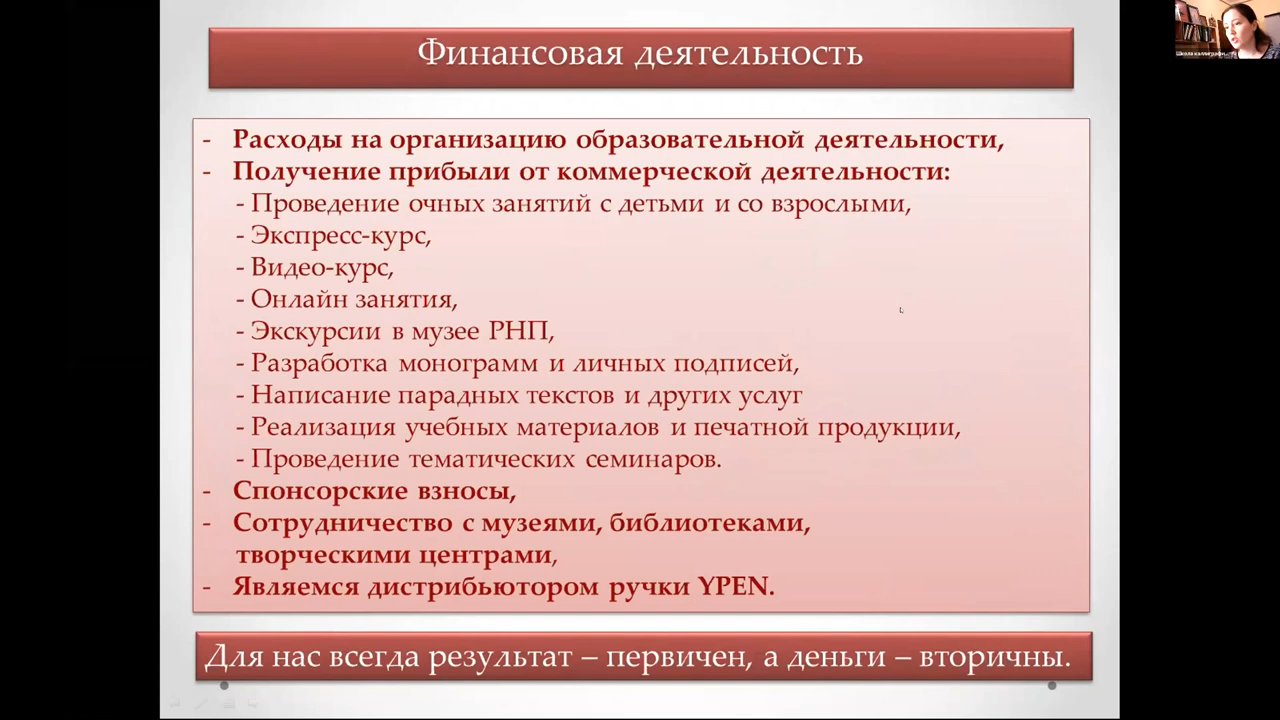 Финансовая деятельность
- Расходы на организацию образовательной деятельности,
- Получение прибыли от коммерческой деятельности:
- Проведение очных занятий с детьми и со взрослыми,
- Экспресс-курс,
- Видео-курс,
- Онлайн занятия,
- Экскурсии в музее РНП,
- Разработка монограмм и личных подписей,
- Написание парадных текстов и других услуг
- Реализация учебных материалов и печатной продукции,
- Проведение тематических семинаров.
- Спонсорские взносы,
- Сотрудничество с музеями, библиотеками,
творческими центрами,
- Являемся дистрибьютором ручки YPEN.
Для нас всегда результат – первичен, а деньги – вторичны.